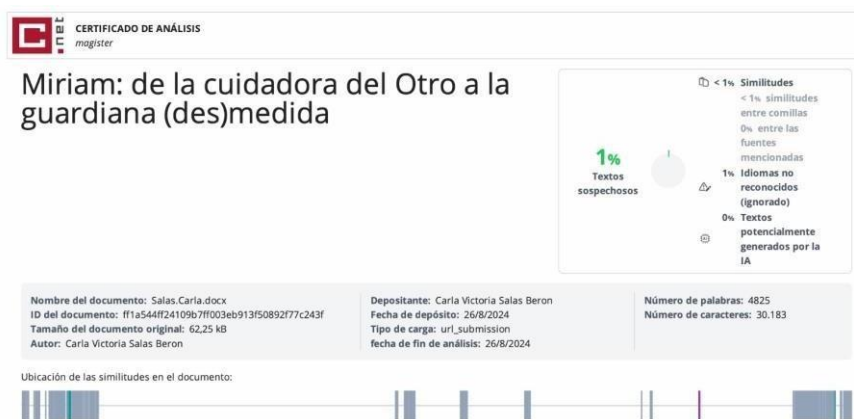 C.net
CERTIFICADO DE ANÁLISIS
magister
Miriam: de la cuidadora del Otro a la
guardiana (des)medida
1%
Textos
sospechosos
< 1% Similitudes
< 1% similitudes
entre comillas
0% entre las
fuentes
mencionadas
1% Idiomas no
reconocidos
(ignorado)
0% Textos
potencialmente
generados por la
IA
Nombre del documento: Salas.Carla.docx
ID del documento: ff1a544ff24109b7ff003eb913f50892f77c243f
Tamaño del documento original: 62,25 kB
Autor: Carla Victoria Salas Beron
Depositante: Carla Victoria Salas Beron
Fecha de depósito: 26/8/2024
Tipo de carga: url_submission
fecha de fin de análisis: 26/8/2024
Número de palabras: 4825
Número de caracteres: 30.183
Ubicación de las similitudes en el documento: